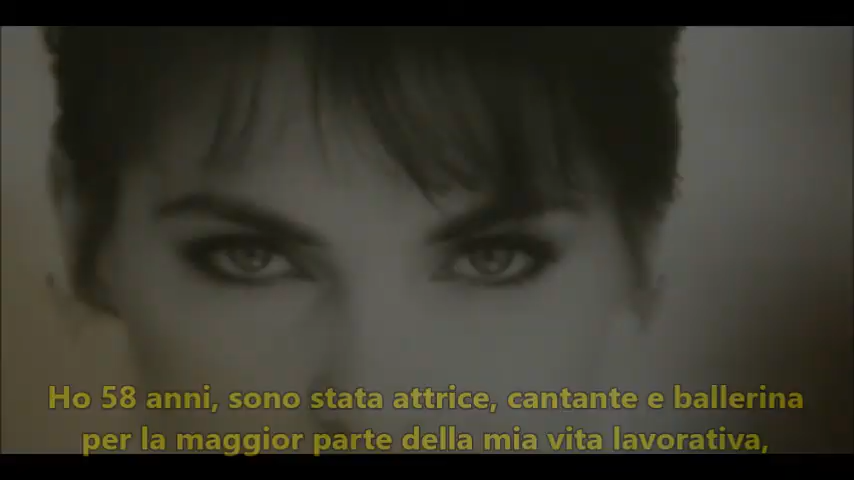 Ho 58 anni, sono stata attrice, cantante e ballerina
per la maggior parte della mia vita lavorativa,